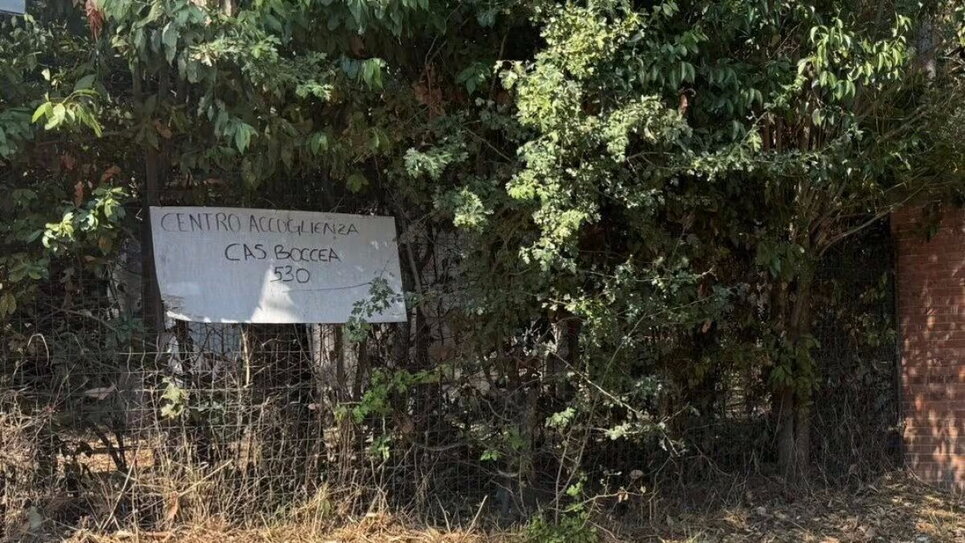 CENTRO ACCOGLIENZA
CAS BOCCEA
530